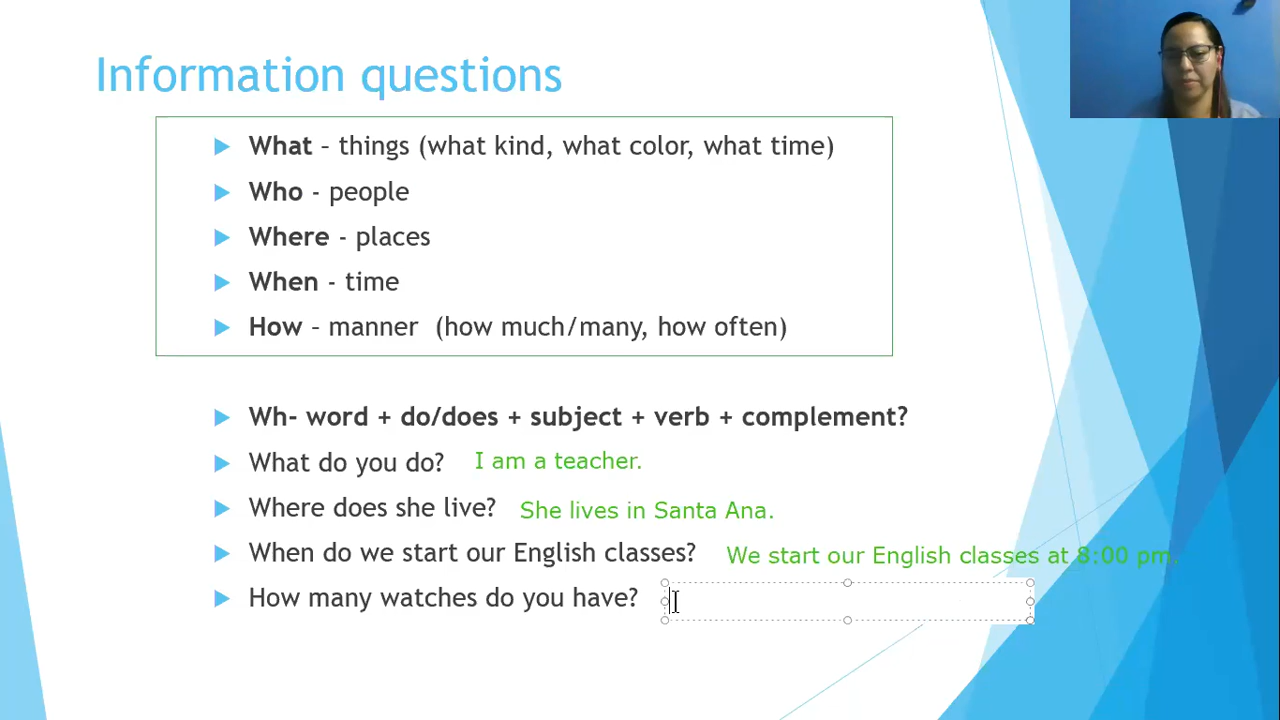 Information questions
What – things (what kind, what color, what time)
Who - people
Where - places
When - time
How – manner (how much/many, how often)
Wh- word + do/does + subject + verb + complement?
What do you do? I am a teacher.
Where does she live? She lives in Santa Ana.
When do we start our English classes? We start our English classes at 8:00 pm.
How many watches do you have?